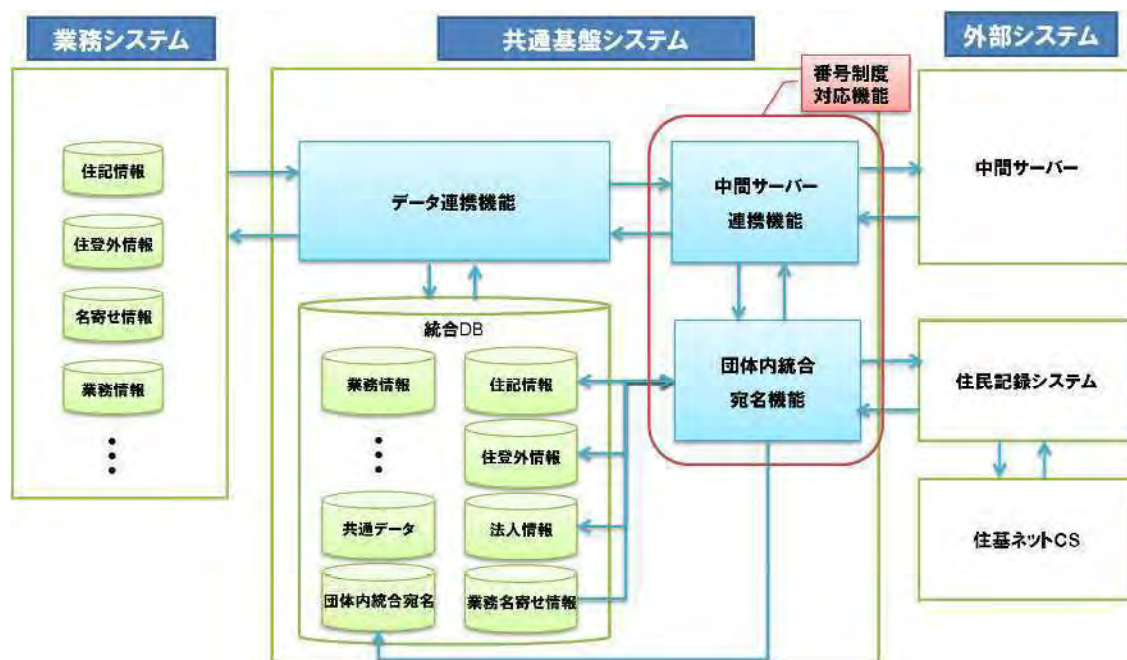 業務システム
共通基盤システム
外部システム
番号制度
対応機能
住記情報
住登外情報
名寄せ情報
業務情報
データ連携機能
中間サーバー
連携機能
中間サーバー
統合DB
業務情報
住記情報
住登外情報
共通データ
法人情報
団体内統合宛名
業務名寄せ情報
団体内統合
宛名機能
住民記録システム
住基ネットCS